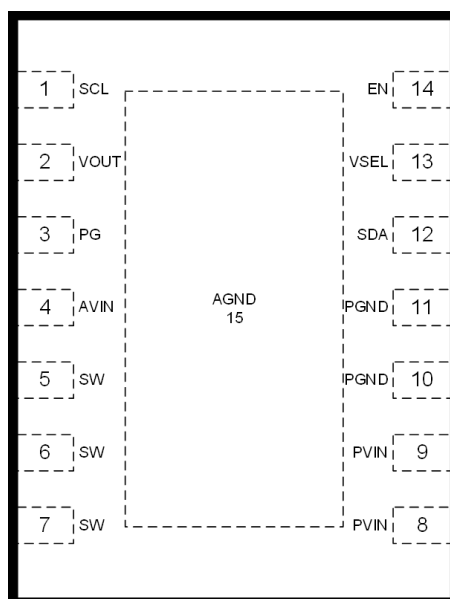 1 SCL
2 VOUT
3 PG
4 AVIN
5 SW
6 SW
7 SW
AGND
15
EN 14
VSEL 13
SDA 12
PGND 11
PGND 10
PVIN 9
PVIN 8